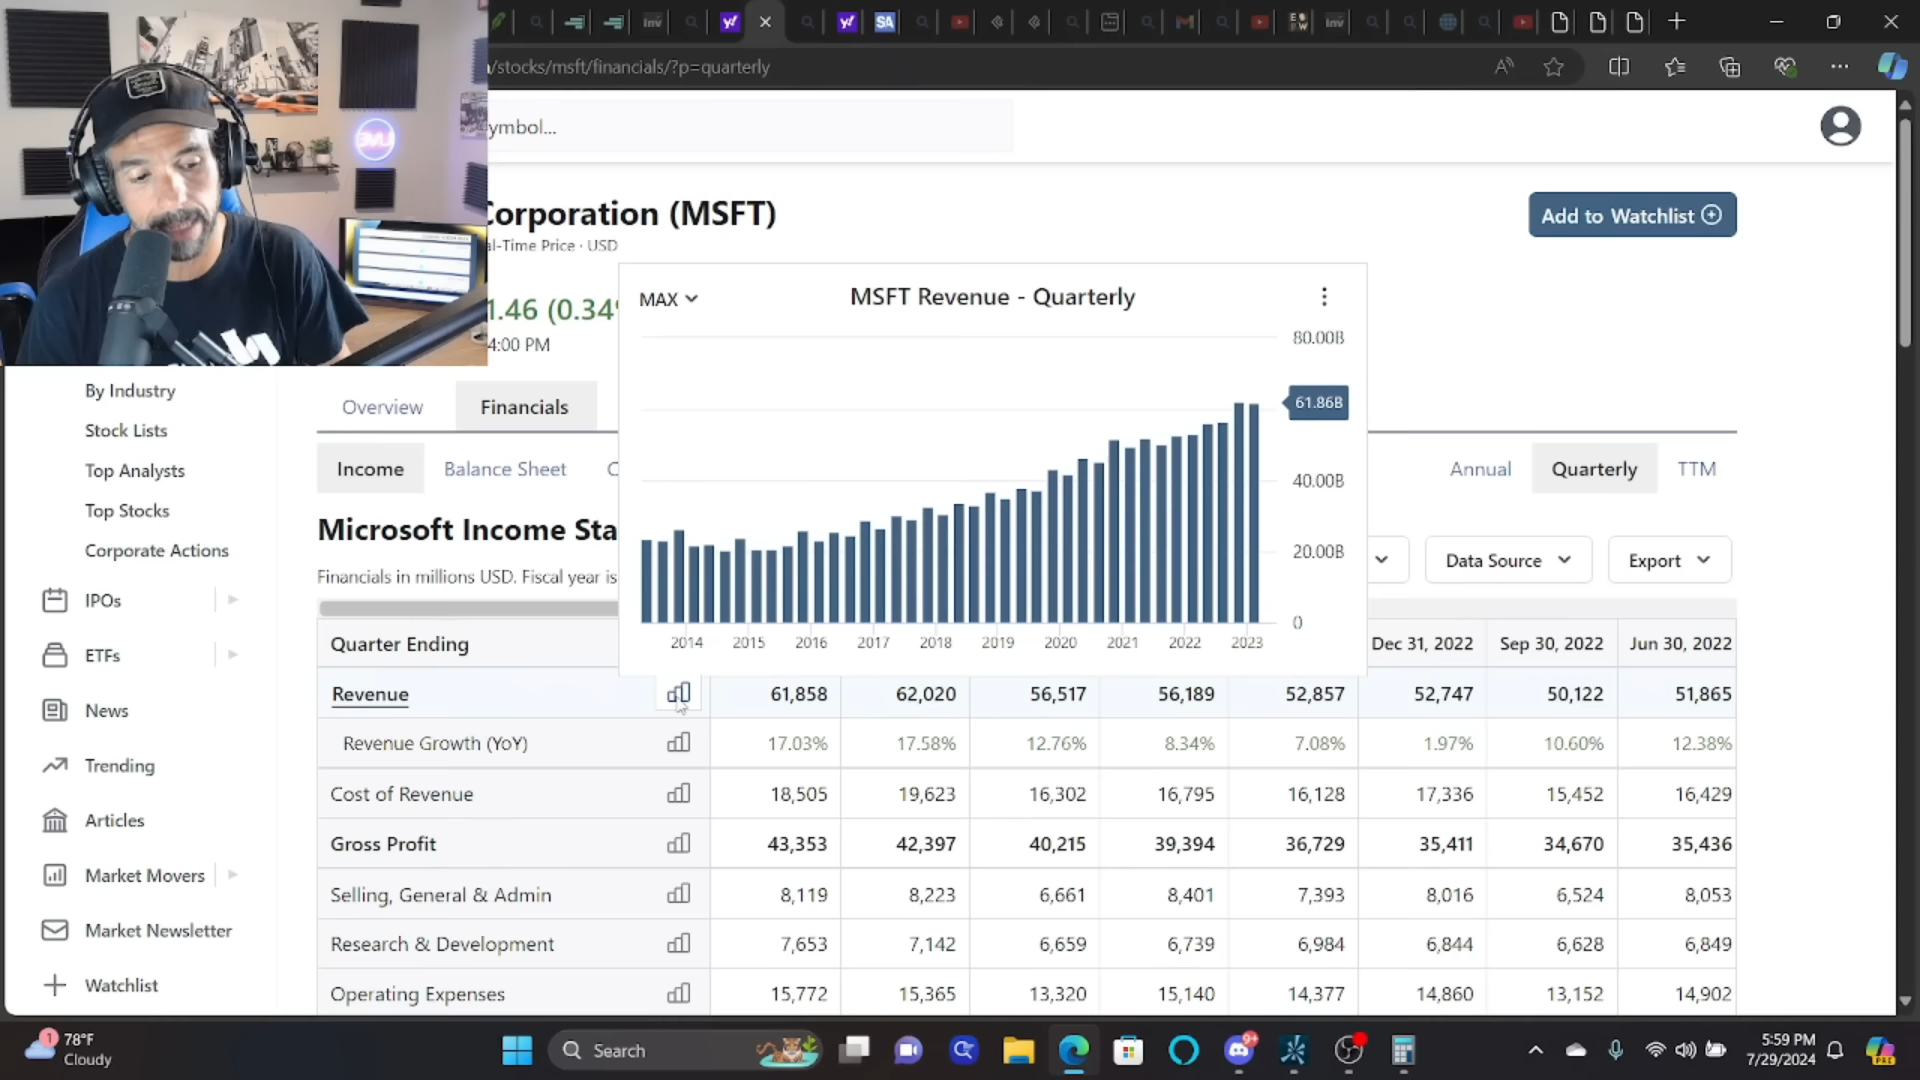 Inv
SA
Inv
/stocks/msft/financials/?p=quarterly
ymbol...
Corporation (MSFT)
al-Time Price · USD
Add to Watchlist
1.46 (0.34
4:00 PM
MAX
MSFT Revenue - Quarterly
80.00B
61.86B
40.00B
20.00B
0
2014 2015 2016 2017 2018 2019 2020 2021 2022 2023
By Industry
Stock Lists
Top Analysts
Top Stocks
Corporate Actions
IPOs
ETFs
News
Trending
Articles
Market Movers
Market Newsletter
Watchlist
Overview Financials
Income Balance Sheet C
Annual Quarterly TTM
Microsoft Income Sta
Data Source Export
Financials in millions USD. Fiscal year is
Quarter Ending Dec 31, 2022 Sep 30, 2022 Jun 30, 2022
Revenue 61,858 62,020 56,517 56,189 52,857 52,747 50,122 51,865
Revenue Growth (YoY) 17.03% 17.58% 12.76% 8.34% 7.08% 1.97% 10.60% 12.38%
Cost of Revenue 18,505 19,623 16,302 16,795 16,128 17,336 15,452 16,429
Gross Profit 43,353 42,397 40,215 39,394 36,729 35,411 34,670 35,436
Selling, General & Admin 8,119 8,223 6,661 8,401 7,393 8,016 6,524 8,053
Research & Development 7,653 7,142 6,659 6,739 6,984 6,844 6,628 6,849
Operating Expenses 15,772 15,365 13,320 15,140 14,377 14,860 13,152 14,902
1
78°F
Cloudy
Search
9+
5:59 PM
7/29/2024
PRE